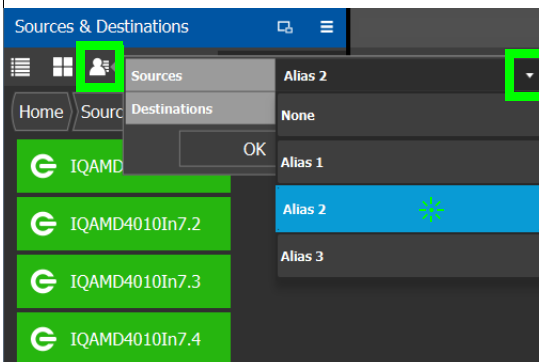 Sources & Destinations
Sources
Alias 2
Home
Sourc
Destinations
None
OK
IQAMD
Alias 1
IQAMD4010In7.2
Alias 2
Alias 3
IQAMD4010In7.3
IQAMD4010In7.4